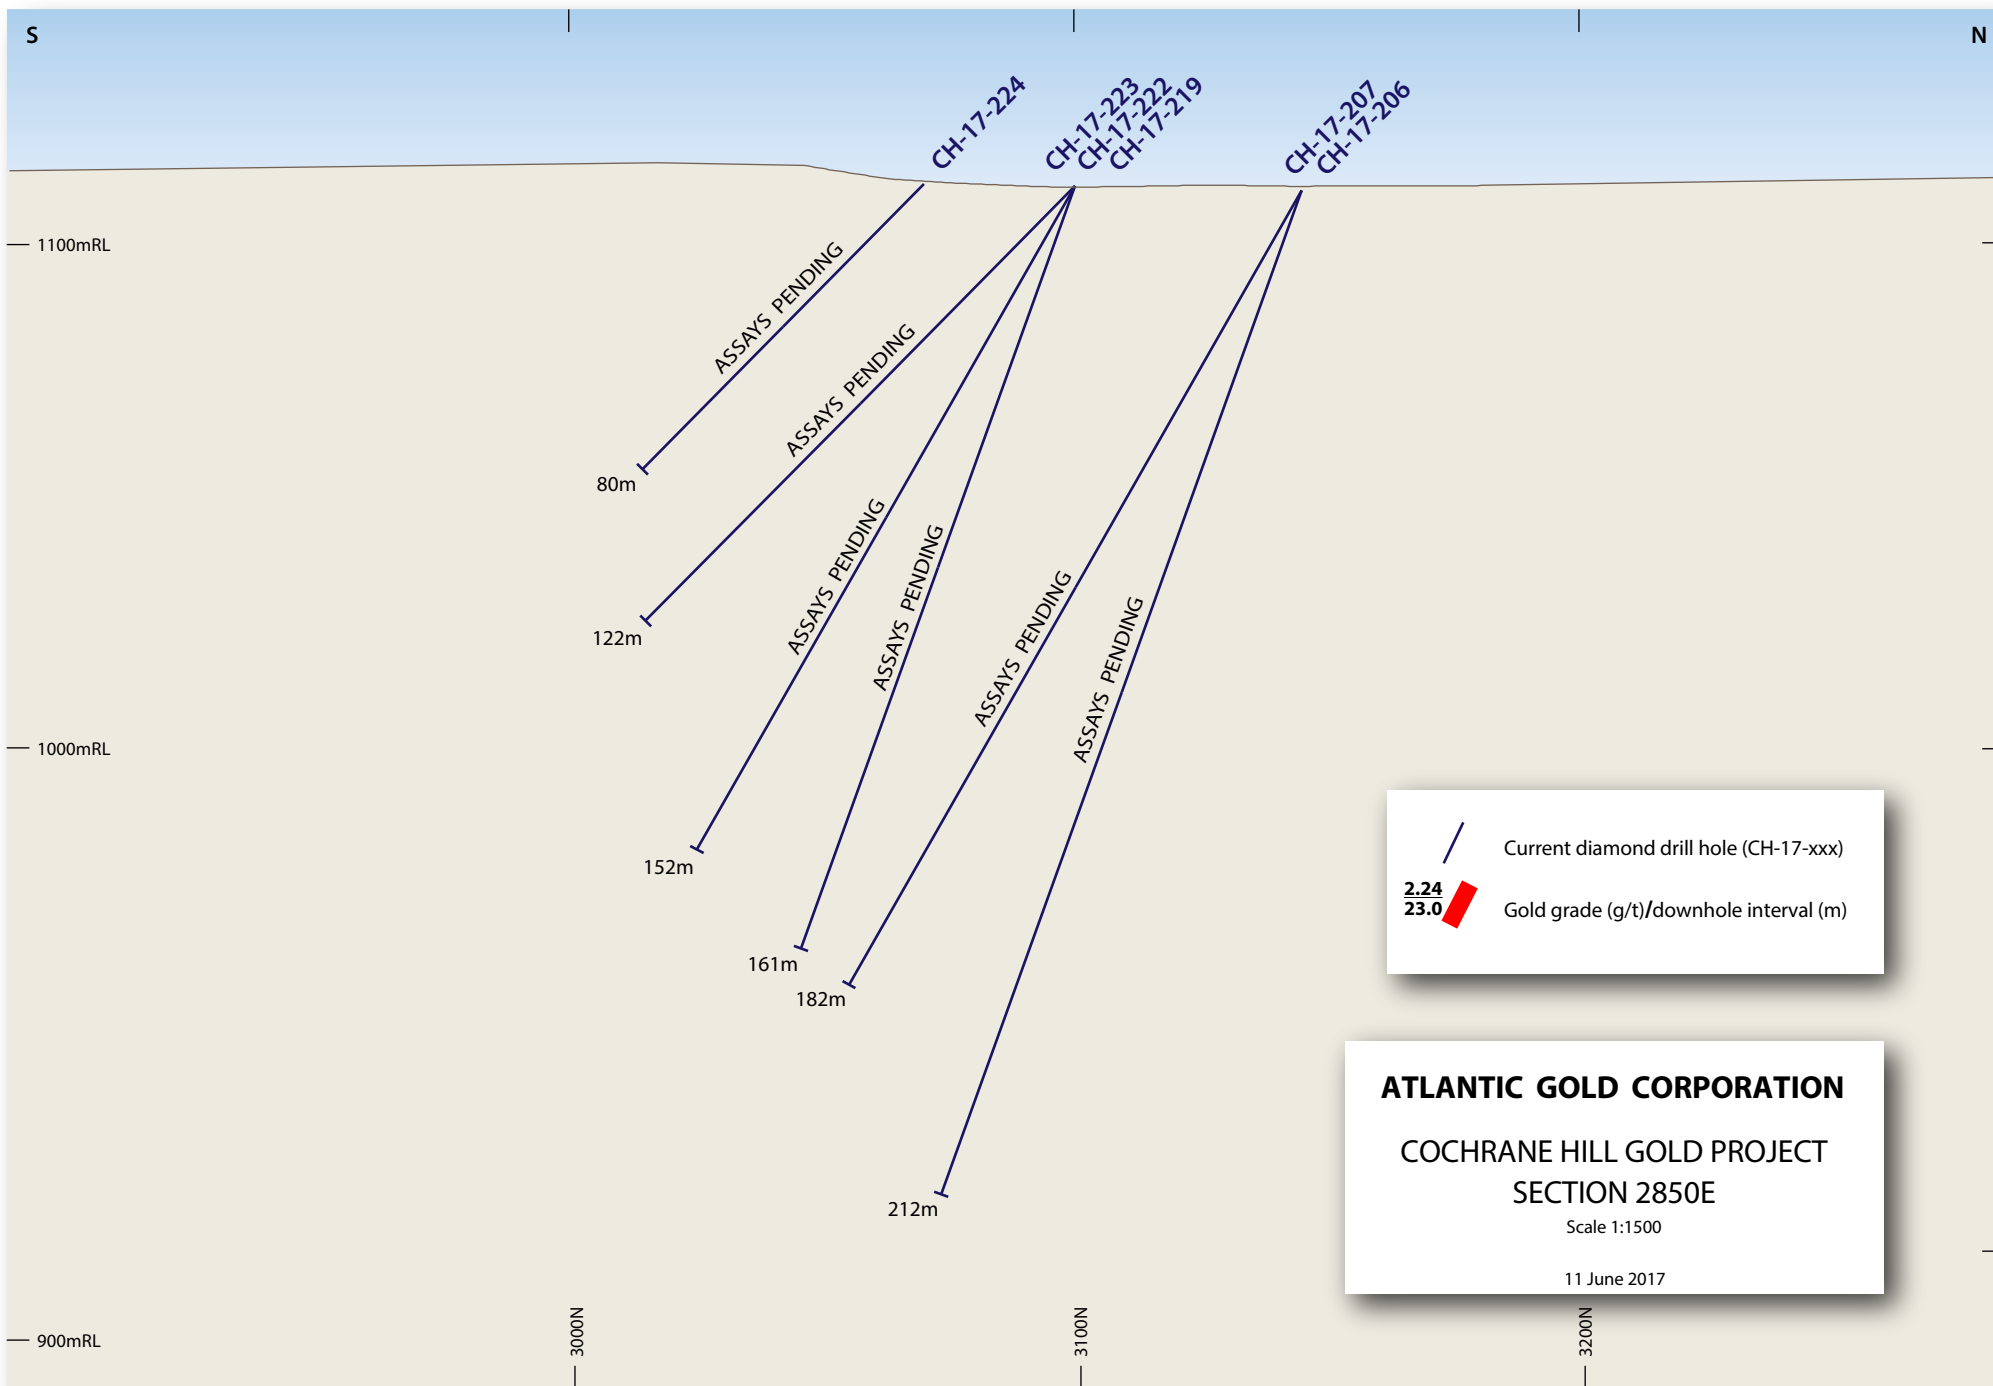 S
N
CH-17-224
CH-17-223
CH-17-222
CH-17-219
CH-17-207
CH-17-206
1100mRL
ASSAYS PENDING
ASSAYS PENDING
80m
ASSAYS PENDING
ASSAYS PENDING
ASSAYS PENDING
ASSAYS PENDING
122m
1000mRL
152m
161m
182m
212m
Current diamond drill hole (CH-17-xxx)
2.24
23.0
Gold grade (g/t)/downhole interval (m)
ATLANTIC GOLD CORPORATION
COCHRANE HILL GOLD PROJECT
SECTION 2850E
Scale 1:1500
11 June 2017
900mRL
3000N
3100N
3200N